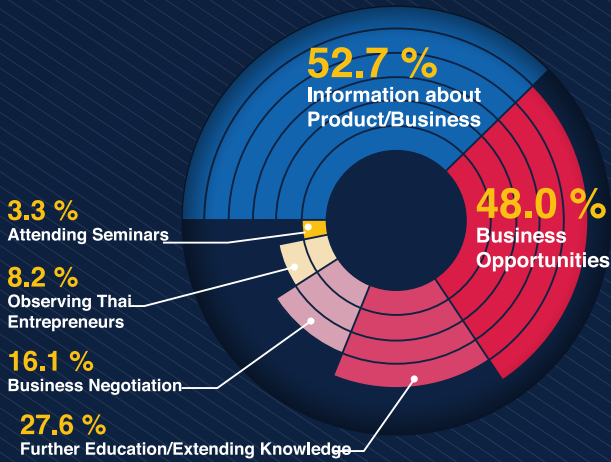 52.7 %
Information about
Product/Business
48.0 %
Business
Opportunities
3.3 %
Attending Seminars
8.2 %
Observing Thai
Entrepreneurs
16.1 %
Business Negotiation
27.6 %
Further Education/Extending Knowledge